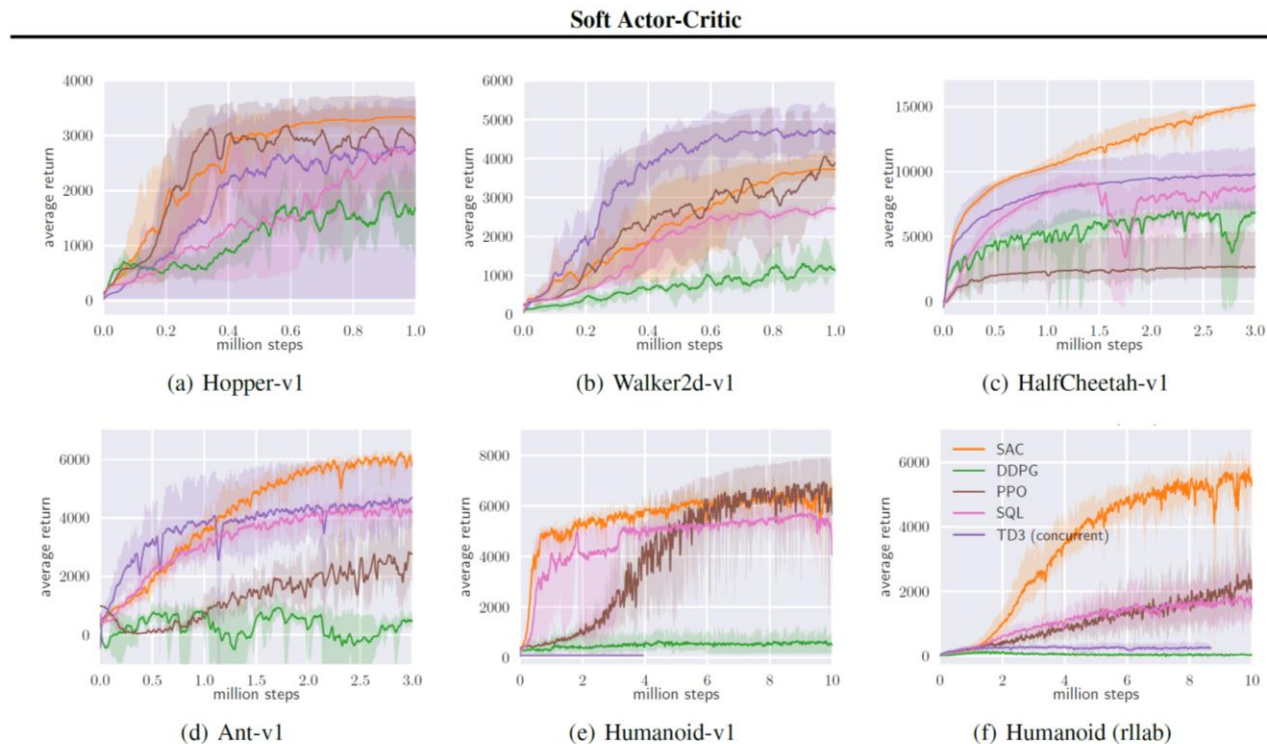 Soft Actor-Critic
4000
3000
2000
1000
0
average return
0.0 0.2 0.4 0.6 0.8 1.0
million steps
(a) Hopper-v1
6000
5000
4000
3000
2000
1000
0
average return
0.0 0.2 0.4 0.6 0.8 1.0
million steps
(b) Walker2d-v1
15000
10000
5000
0
average return
0.0 0.5 1.0 1.5 2.0 2.5 3.0
million steps
(c) HalfCheetah-v1
6000
4000
2000
0
average return
0.0 0.5 1.0 1.5 2.0 2.5 3.0
million steps
(d) Ant-v1
8000
6000
4000
2000
0
average return
0 2 4 6 8 10
million steps
(e) Humanoid-v1
6000
4000
2000
0
average return
SAC
DDPG
PPO
SQL
TD3 (concurrent)
0 2 4 6 8 10
million steps
(f) Humanoid (rllab)